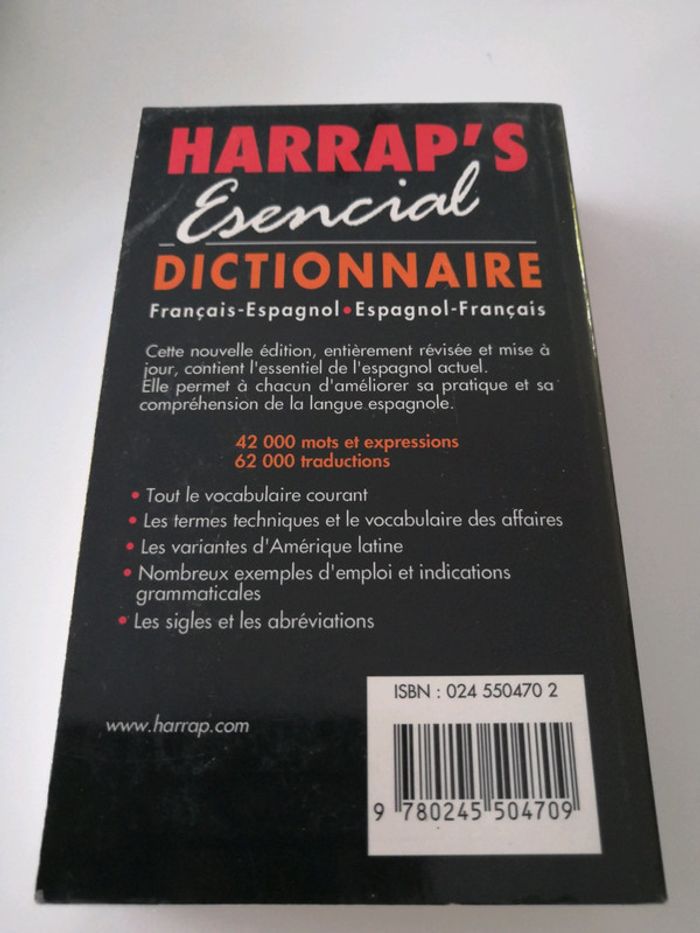 HARRAP'S
Esencial
DICTIONNAIRE
Français-Espagnol • Espagnol-Français
Cette nouvelle édition, entièrement révisée et mise à
jour, contient l'essentiel de l'espagnol actuel.
Elle permet à chacun d'améliorer sa pratique et sa
compréhension de la langue espagnole.
42 000 mots et expressions
62 000 traductions
• Tout le vocabulaire courant
• Les termes techniques et le vocabulaire des affaires
• Les variantes d'Amérique latine
• Nombreux exemples d'emploi et indications
grammaticales
• Les sigles et les abréviations
ISBN : 024 550470 2
www.harrap.com
9 780245 504709